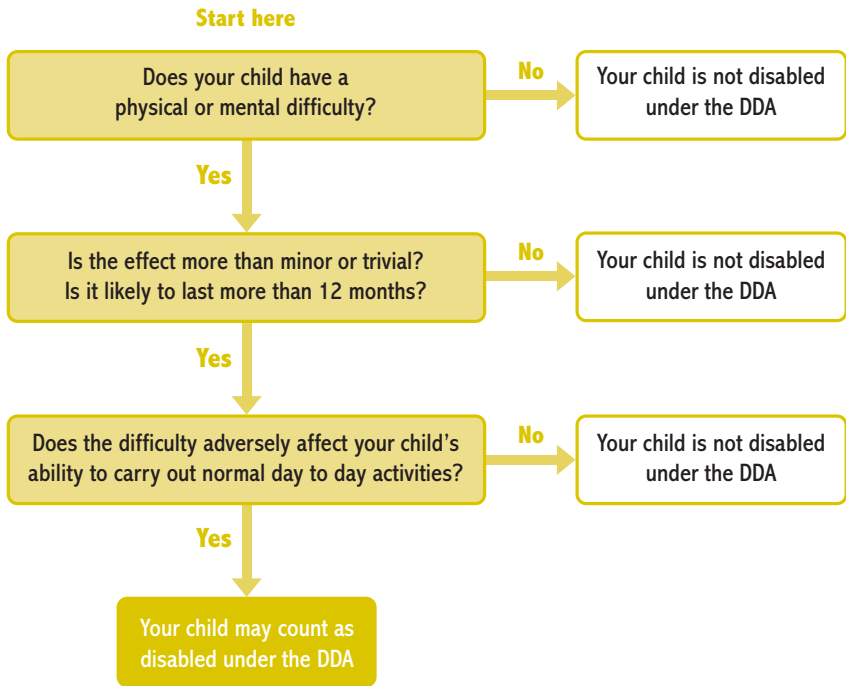 Start here
Does your child have a
physical or mental difficulty?
No
Your child is not disabled
under the DDA
Yes
Is the effect more than minor or trivial?
Is it likely to last more than 12 months?
No
Your child is not disabled
under the DDA
Yes
Does the difficulty adversely affect your child’s
ability to carry out normal day to day activities?
No
Your child is not disabled
under the DDA
Yes
Your child may count as
disabled under the DDA